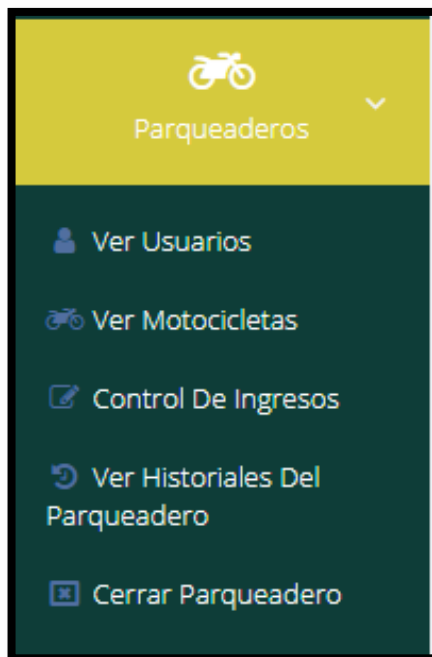 Parqueaderos
Ver Usuarios
Ver Motocicletas
Control De Ingresos
Ver Historiales Del
Parqueadero
Cerrar Parqueadero